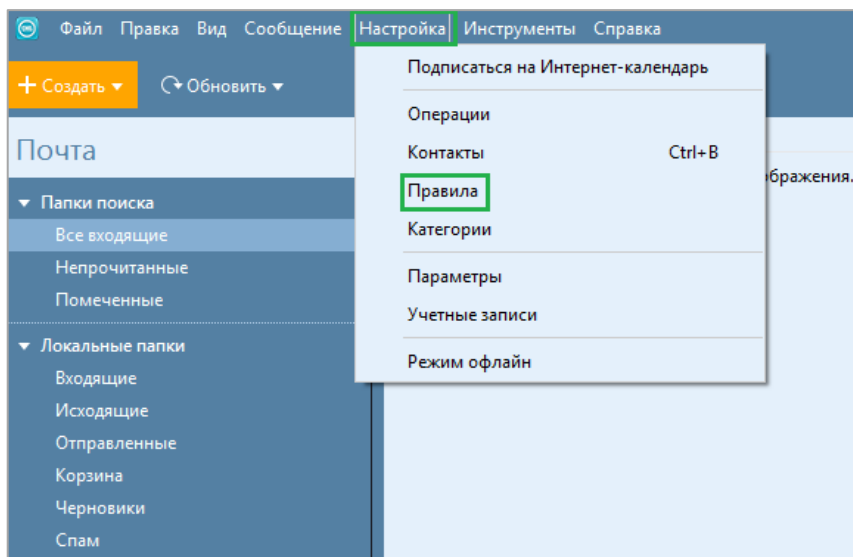 Файл Правка Вид Сообщение Настройка Инструменты Справка
+ Создать Обновить
Почта
Папки поиска
Все входящие
Непрочитанные
Помеченные
Локальные папки
Входящие
Исходящие
Отправленные
Корзина
Черновики
Спам
Подписаться на Интернет-календарь
Операции
Контакты Ctrl+B
Правила
Категории
Параметры
Учетные записи
Режим офлайн
бражения.